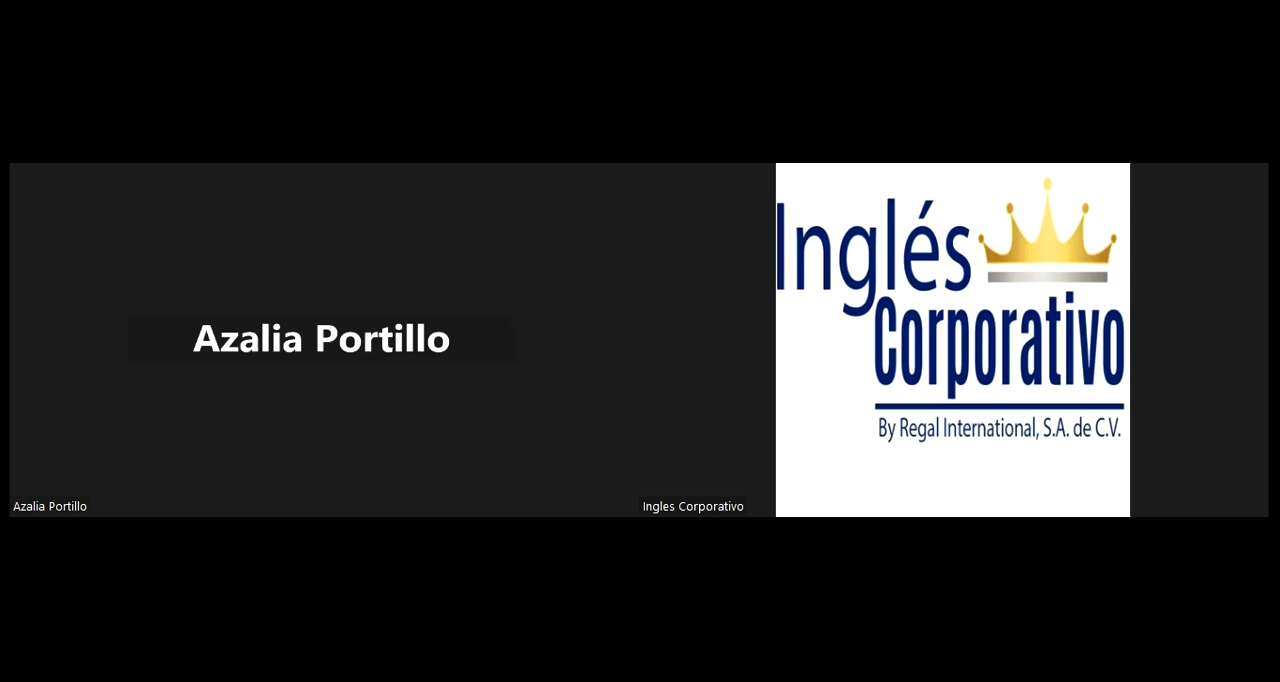 Azalia Portillo
Azalia Portillo
Inglés
Corporativo
By Regal International, S.A. de C.V.
Ingles Corporativo